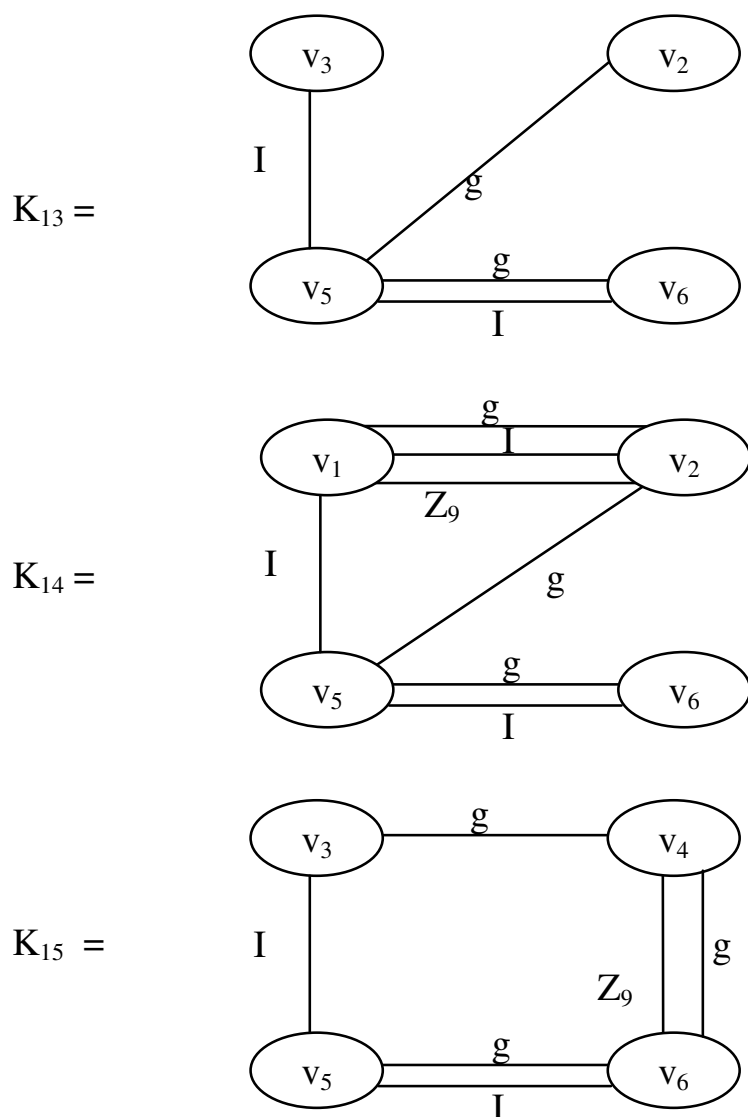 v₃ v₂
I
g
K₁₃ =
g
v₅ v₆
I
g
I
v₁ v₂
Z₉
I
K₁₄ =
g
g
v₅ v₆
I
g
v₃ v₄
K₁₅ =
I
g
Z₉
g
v₅ v₆
I